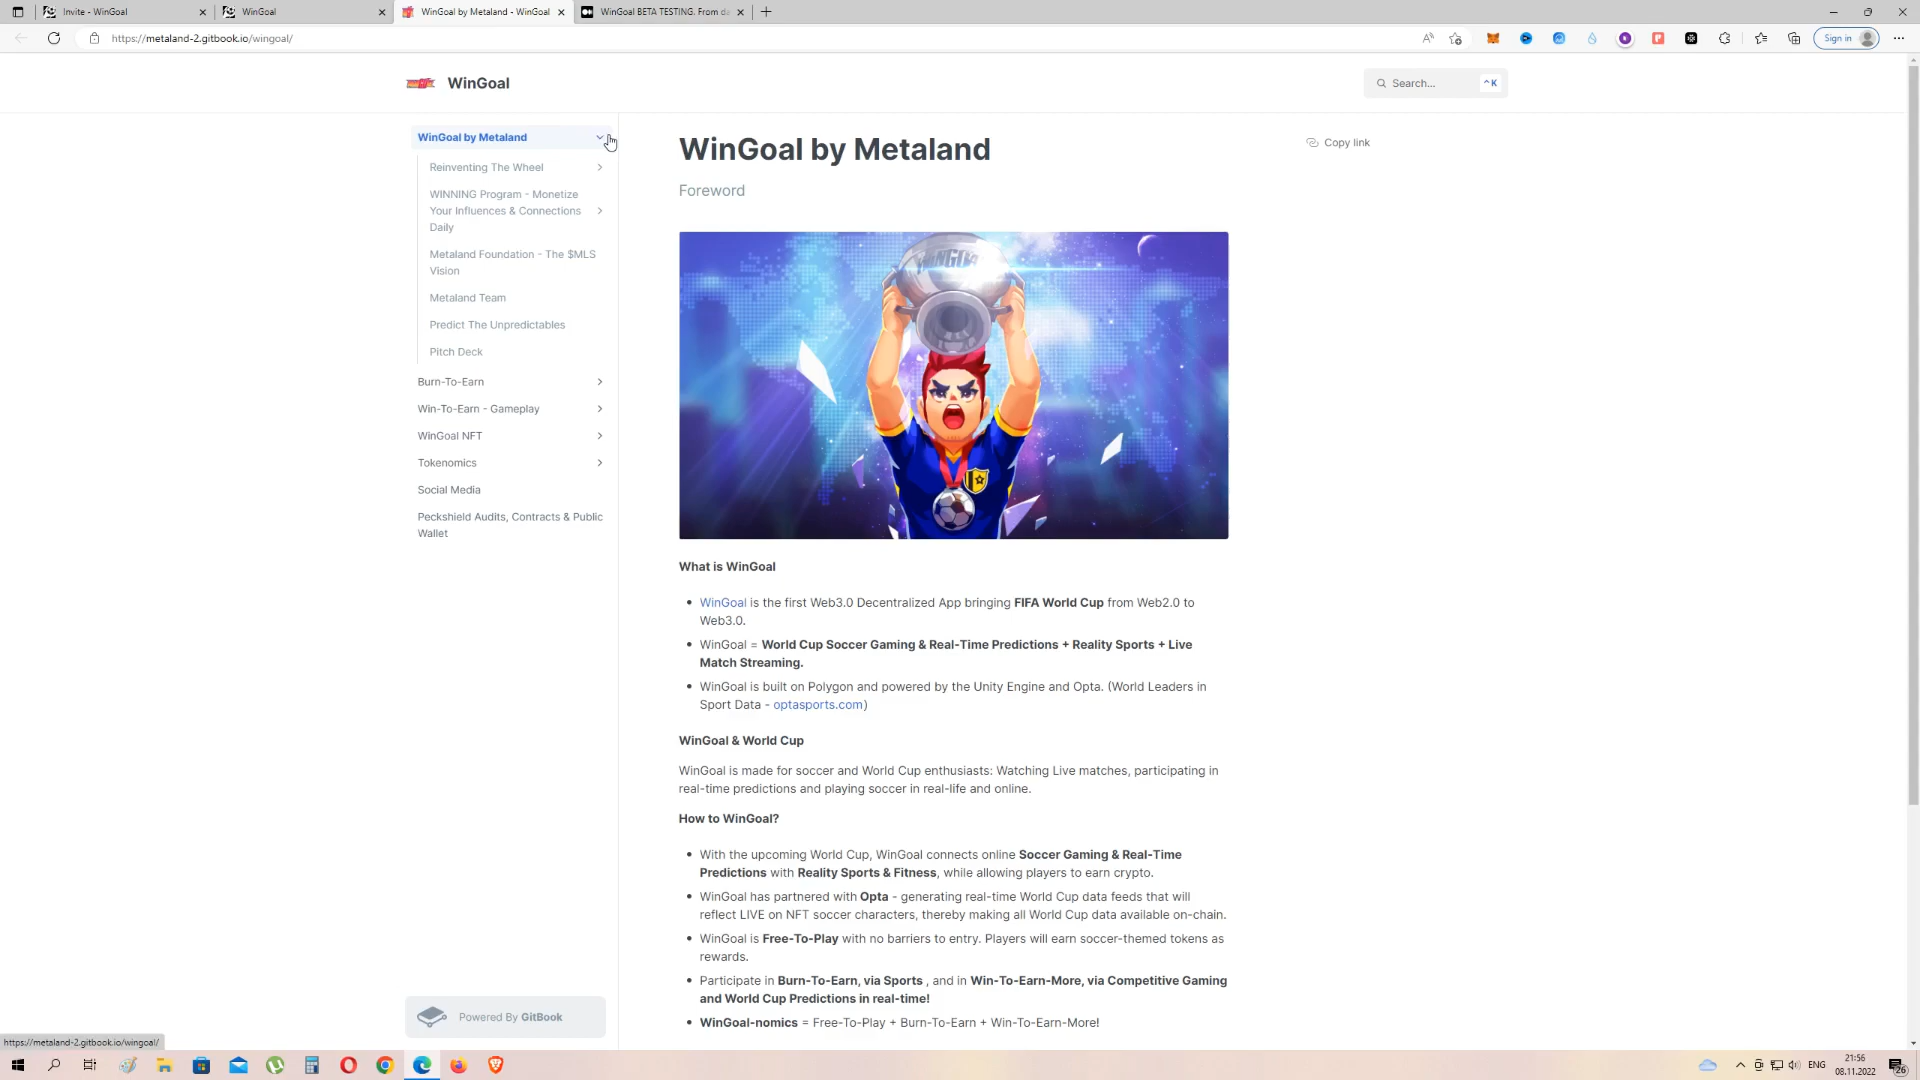 Invite - WinGoal
WinGoal
WinGoal by Metaland - WinGoal
WinGoal BETA TESTING. From da
https://metaland-2.gitbook.io/wingoal/
Sign in
WinGoal
Search...
^K
WinGoal by Metaland
Reinventing The Wheel
WINNING Program - Monetize
Your Influences & Connections
Daily
Metaland Foundation - The $MLS
Vision
Metaland Team
Predict The Unpredictables
Pitch Deck
Burn-To-Earn
Win-To-Earn - Gameplay
WinGoal NFT
Tokenomics
Social Media
Peckshield Audits, Contracts & Public
Wallet
Powered By GitBook
WinGoal by Metaland
Copy link
Foreword
WINGOAL
What is WinGoal
WinGoal is the first Web3.0 Decentralized App bringing FIFA World Cup from Web2.0 to
Web3.0.
WinGoal = World Cup Soccer Gaming & Real-Time Predictions + Reality Sports + Live
Match Streaming.
WinGoal is built on Polygon and powered by the Unity Engine and Opta. (World Leaders in
Sport Data - optasports.com)
WinGoal & World Cup
WinGoal is made for soccer and World Cup enthusiasts: Watching Live matches, participating in
real-time predictions and playing soccer in real-life and online.
How to WinGoal?
With the upcoming World Cup, WinGoal connects online Soccer Gaming & Real-Time
Predictions with Reality Sports & Fitness, while allowing players to earn crypto.
WinGoal has partnered with Opta - generating real-time World Cup data feeds that will
reflect LIVE on NFT soccer characters, thereby making all World Cup data available on-chain.
WinGoal is Free-To-Play with no barriers to entry. Players will earn soccer-themed tokens as
rewards.
Participate in Burn-To-Earn, via Sports , and in Win-To-Earn-More, via Competitive Gaming
and World Cup Predictions in real-time!
WinGoal-nomics = Free-To-Play + Burn-To-Earn + Win-To-Earn-More!
https://metaland-2.gitbook.io/wingoal/
ENG
21:56
08.11.2022
26